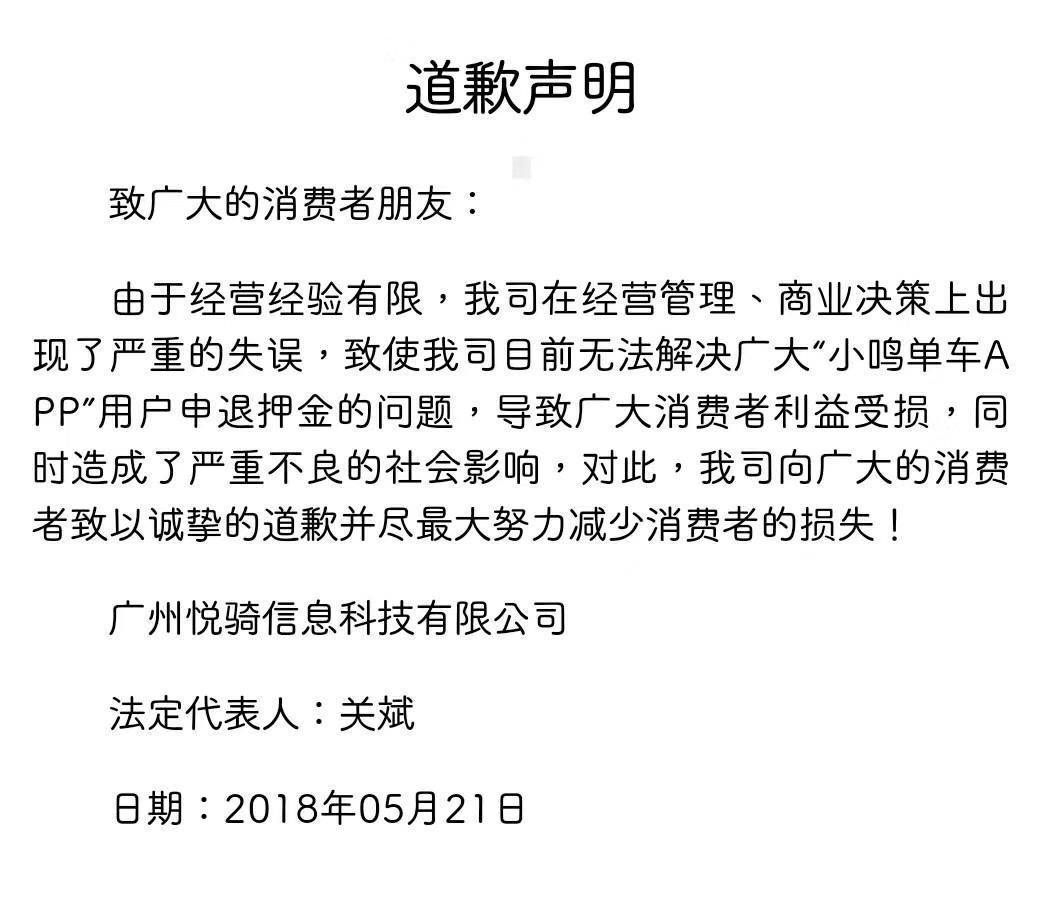 道歉声明
致广大的消费者朋友：
由于经营经验有限，我司在经营管理、商业决策上出
现了严重的失误，致使我司目前无法解决广大“小鸣单车A
PP”用户申退押金的问题，导致广大消费者利益受损，同
时造成了严重不良的社会影响，对此，我司向广大的消费
者致以诚挚的道歉并尽最大努力减少消费者的损失！
广州悦骑信息科技有限公司
法定代表人：关斌
日期：2018年05月21日